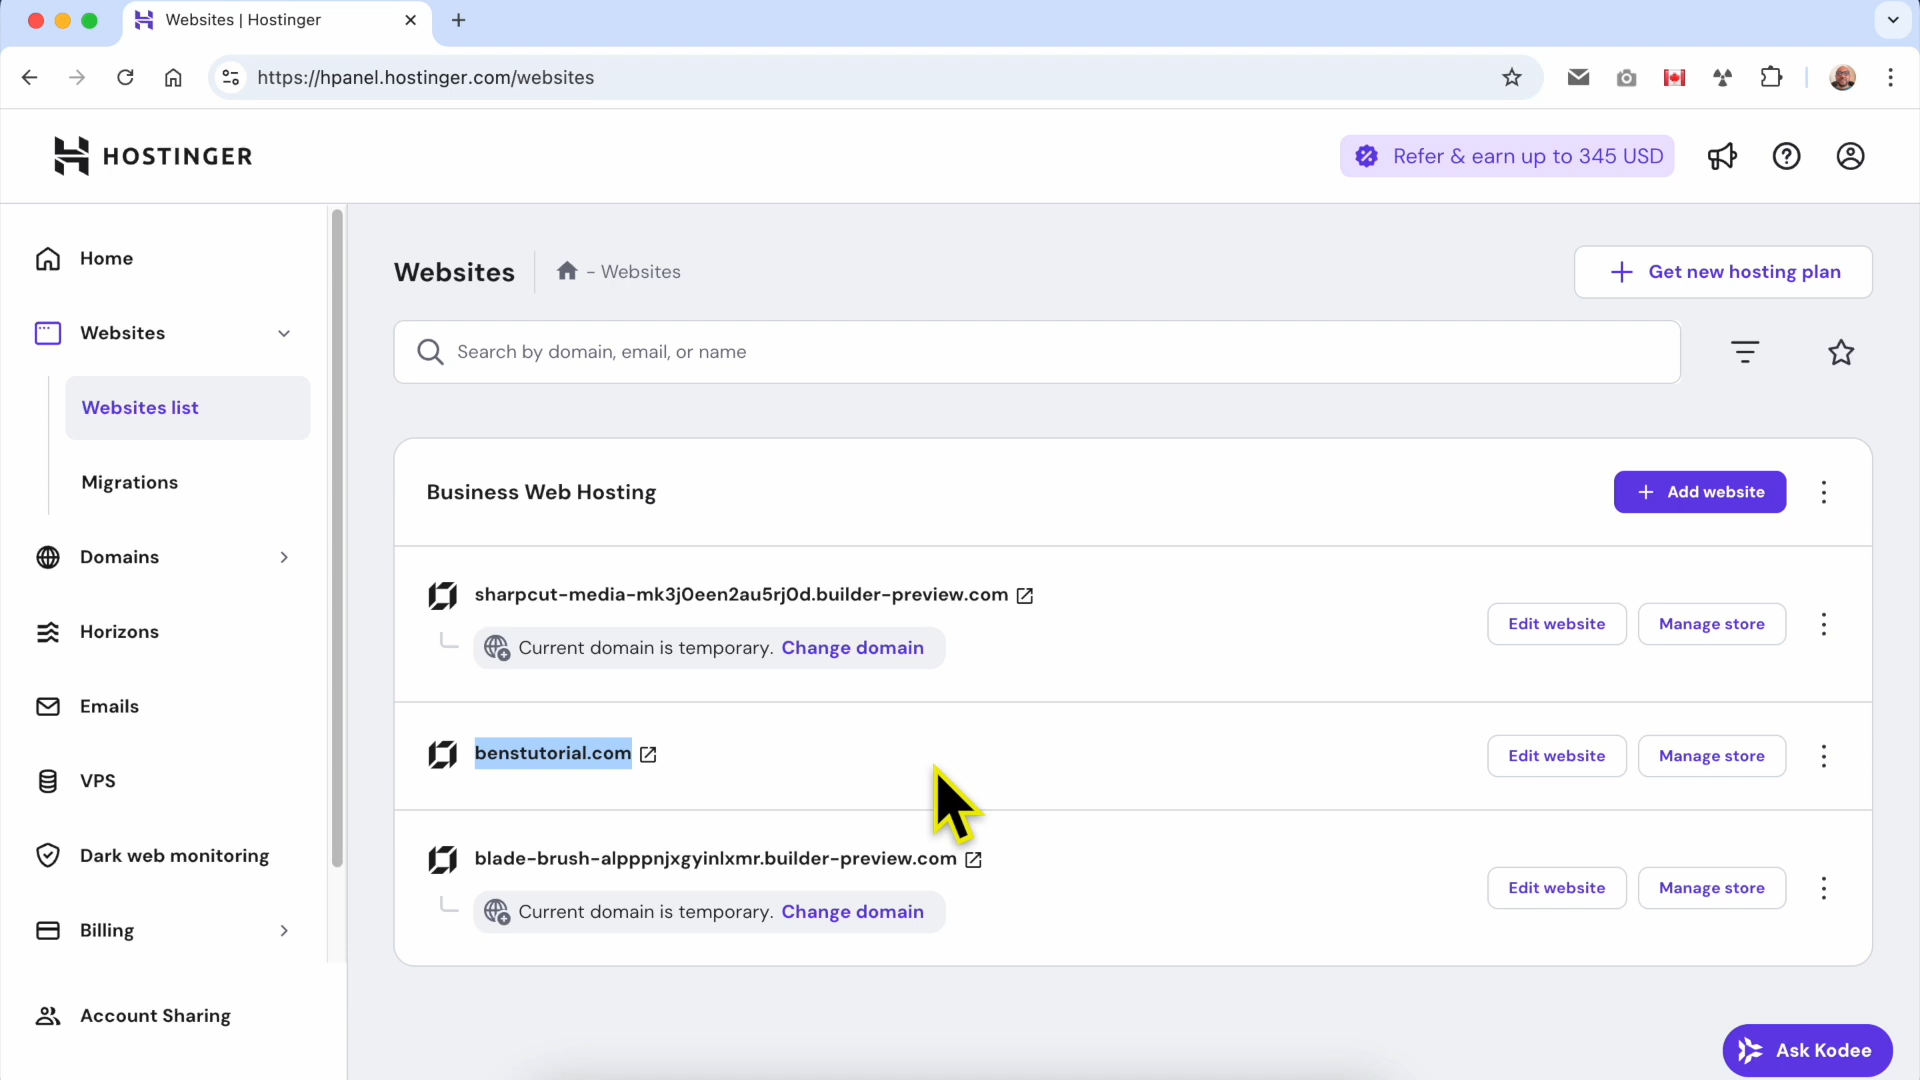 Websites | Hostinger
https://hpanel.hostinger.com/websites
HOSTINGER
Refer & earn up to 345 USD
Home
Websites
Websites list
Migrations
Domains
Horizons
Emails
VPS
Dark web monitoring
Billing
Account Sharing
Websites
- Websites
Get new hosting plan
Search by domain, email, or name
Business Web Hosting
Add website
sharpcut-media-mk3j0een2au5rj0d.builder-preview.com
Current domain is temporary. Change domain
Edit website
Manage store
benstutorial.com
Edit website
Manage store
blade-brush-alpppnjxgyinlxmr.builder-preview.com
Current domain is temporary. Change domain
Edit website
Manage store
Ask Kodee